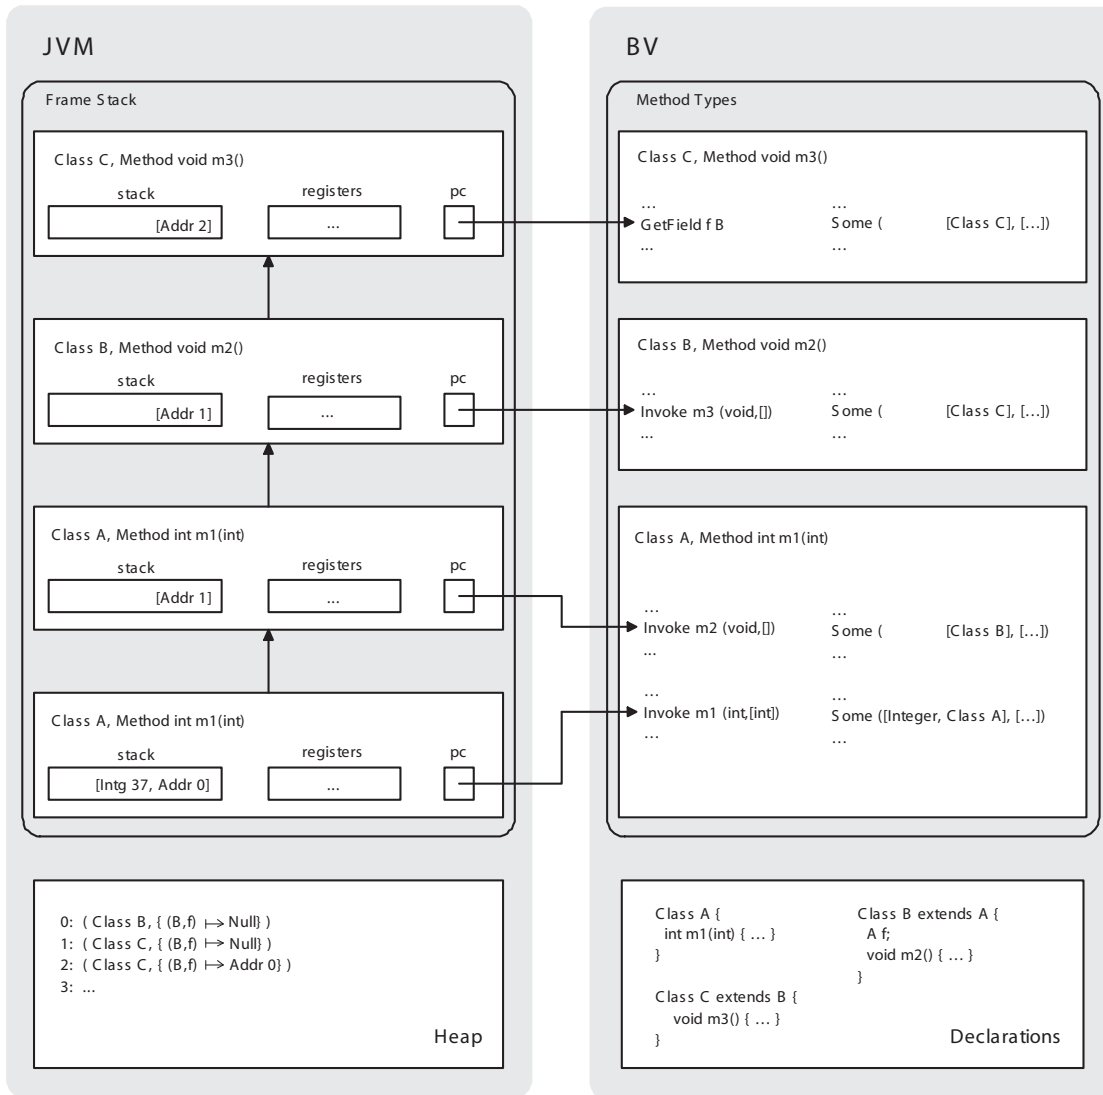 JVM
Frame Stack
Class C, Method void m3()
stack registers pc
[Addr 2] ...
Class B, Method void m2()
stack registers pc
[Addr 1] ...
Class A, Method int m1(int)
stack registers pc
[Addr 1] ...
Class A, Method int m1(int)
stack registers pc
[Intg 37, Addr 0] ...
0: ( Class B, { (B,f) ↦ Null} )
1: ( Class C, { (B,f) ↦ Null} )
2: ( Class C, { (B,f) ↦ Addr 0} )
3: ...
Heap
BV
Method Types
Class C, Method void m3()
... ...
GetField f B Some ( [Class C], [...])
... ...
Class B, Method void m2()
... ...
Invoke m3 (void,[]) Some ( [Class C], [...])
... ...
Class A, Method int m1(int)
... ...
Invoke m2 (void,[]) Some ( [Class B], [...])
... ...
... ...
Invoke m1 (int,[int]) Some ([Integer, Class A], [...])
... ...
Class A {
int m1(int) { ... }
}
Class B extends A {
A f;
void m2() { ... }
}
Class C extends B {
void m3() { ... }
}
Declarations